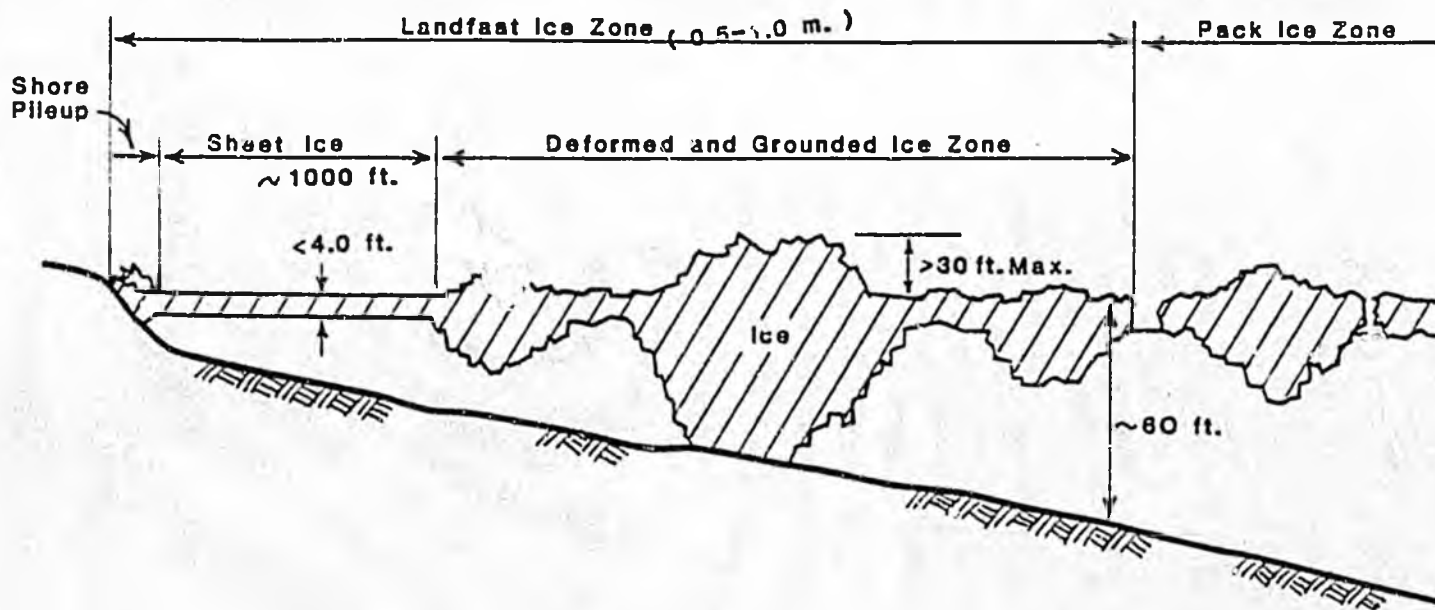 Landfast Ice Zone ( m. )
Pack Ice Zone
Shore
Pileup
Sheet Ice
~1000 ft.
Deformed and Grounded Ice Zone
<4.0 ft.
>30 ft. Max.
Ice
~60 ft.